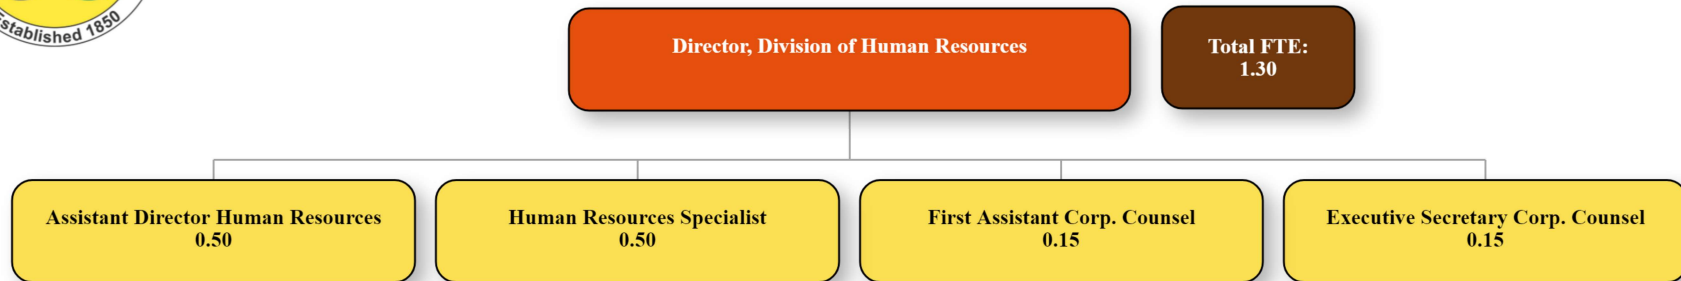 Established 1850
Director, Division of Human Resources
Total FTE:
1.30
Assistant Director Human Resources
0.50
Human Resources Specialist
0.50
First Assistant Corp. Counsel
0.15
Executive Secretary Corp. Counsel
0.15